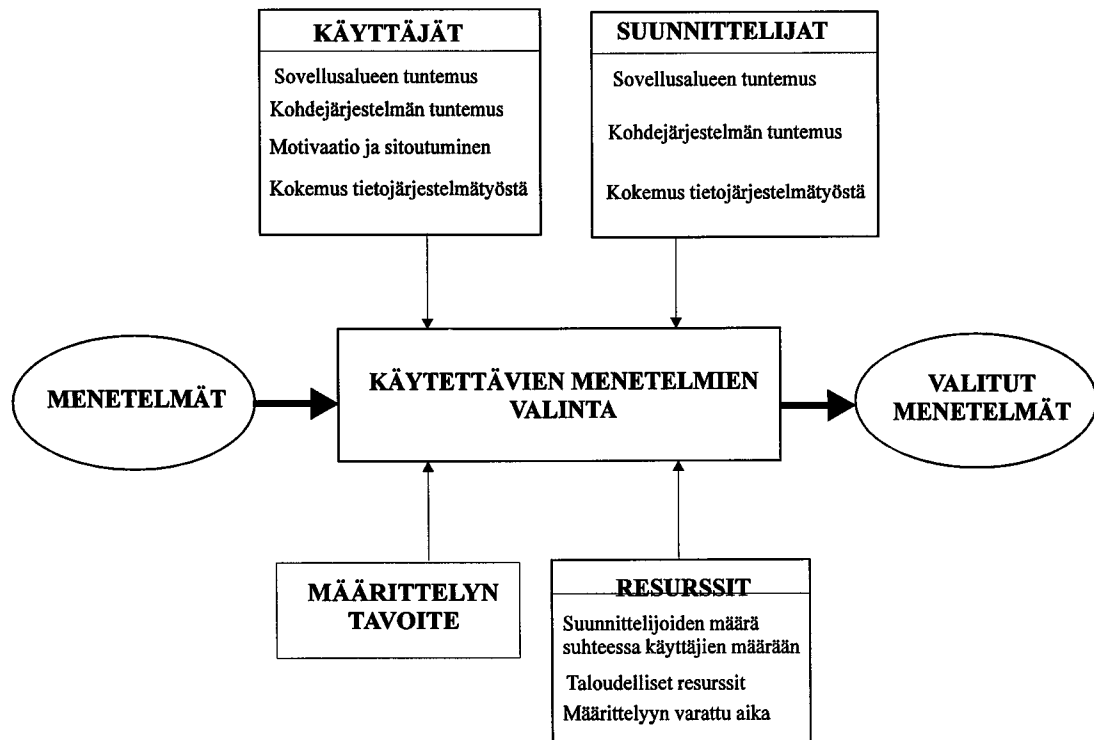 KÄYTTÄJÄT
Sovellusalueen tuntemus
Kohdejärjestelmän tuntemus
Motivaatio ja sitoutuminen
Kokemus tietojärjestelmätyöstä
SUUNNITTELIJAT
Sovellusalueen tuntemus
Kohdejärjestelmän tuntemus
Kokemus tietojärjestelmätyöstä
MENETELMÄT
KÄYTETTÄVIEN MENETELMIEN
VALINTA
VALITUT
MENETELMÄT
MÄÄRITTELYN
TAVOITE
RESURSSIT
Suunnittelijoiden määrä
suhteessa käyttäjien määrään
Taloudelliset resurssit
Määrittelyyn varattu aika